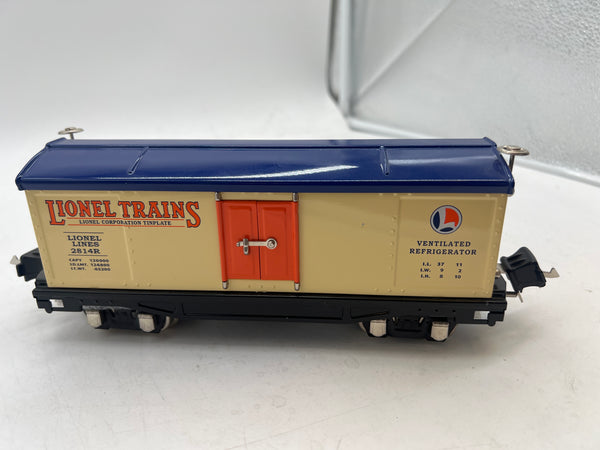 LIONEL TRAINS
LIONEL CORPORATION TINPLATE
LIONEL
LINES
2814R
CAPY 120900
LD.LMT. 124800
LT.WT. 45200
L
VENTILATED
REFRIGERATOR
I.L. 37 11
I.W. 9 2
I.H. 8 10